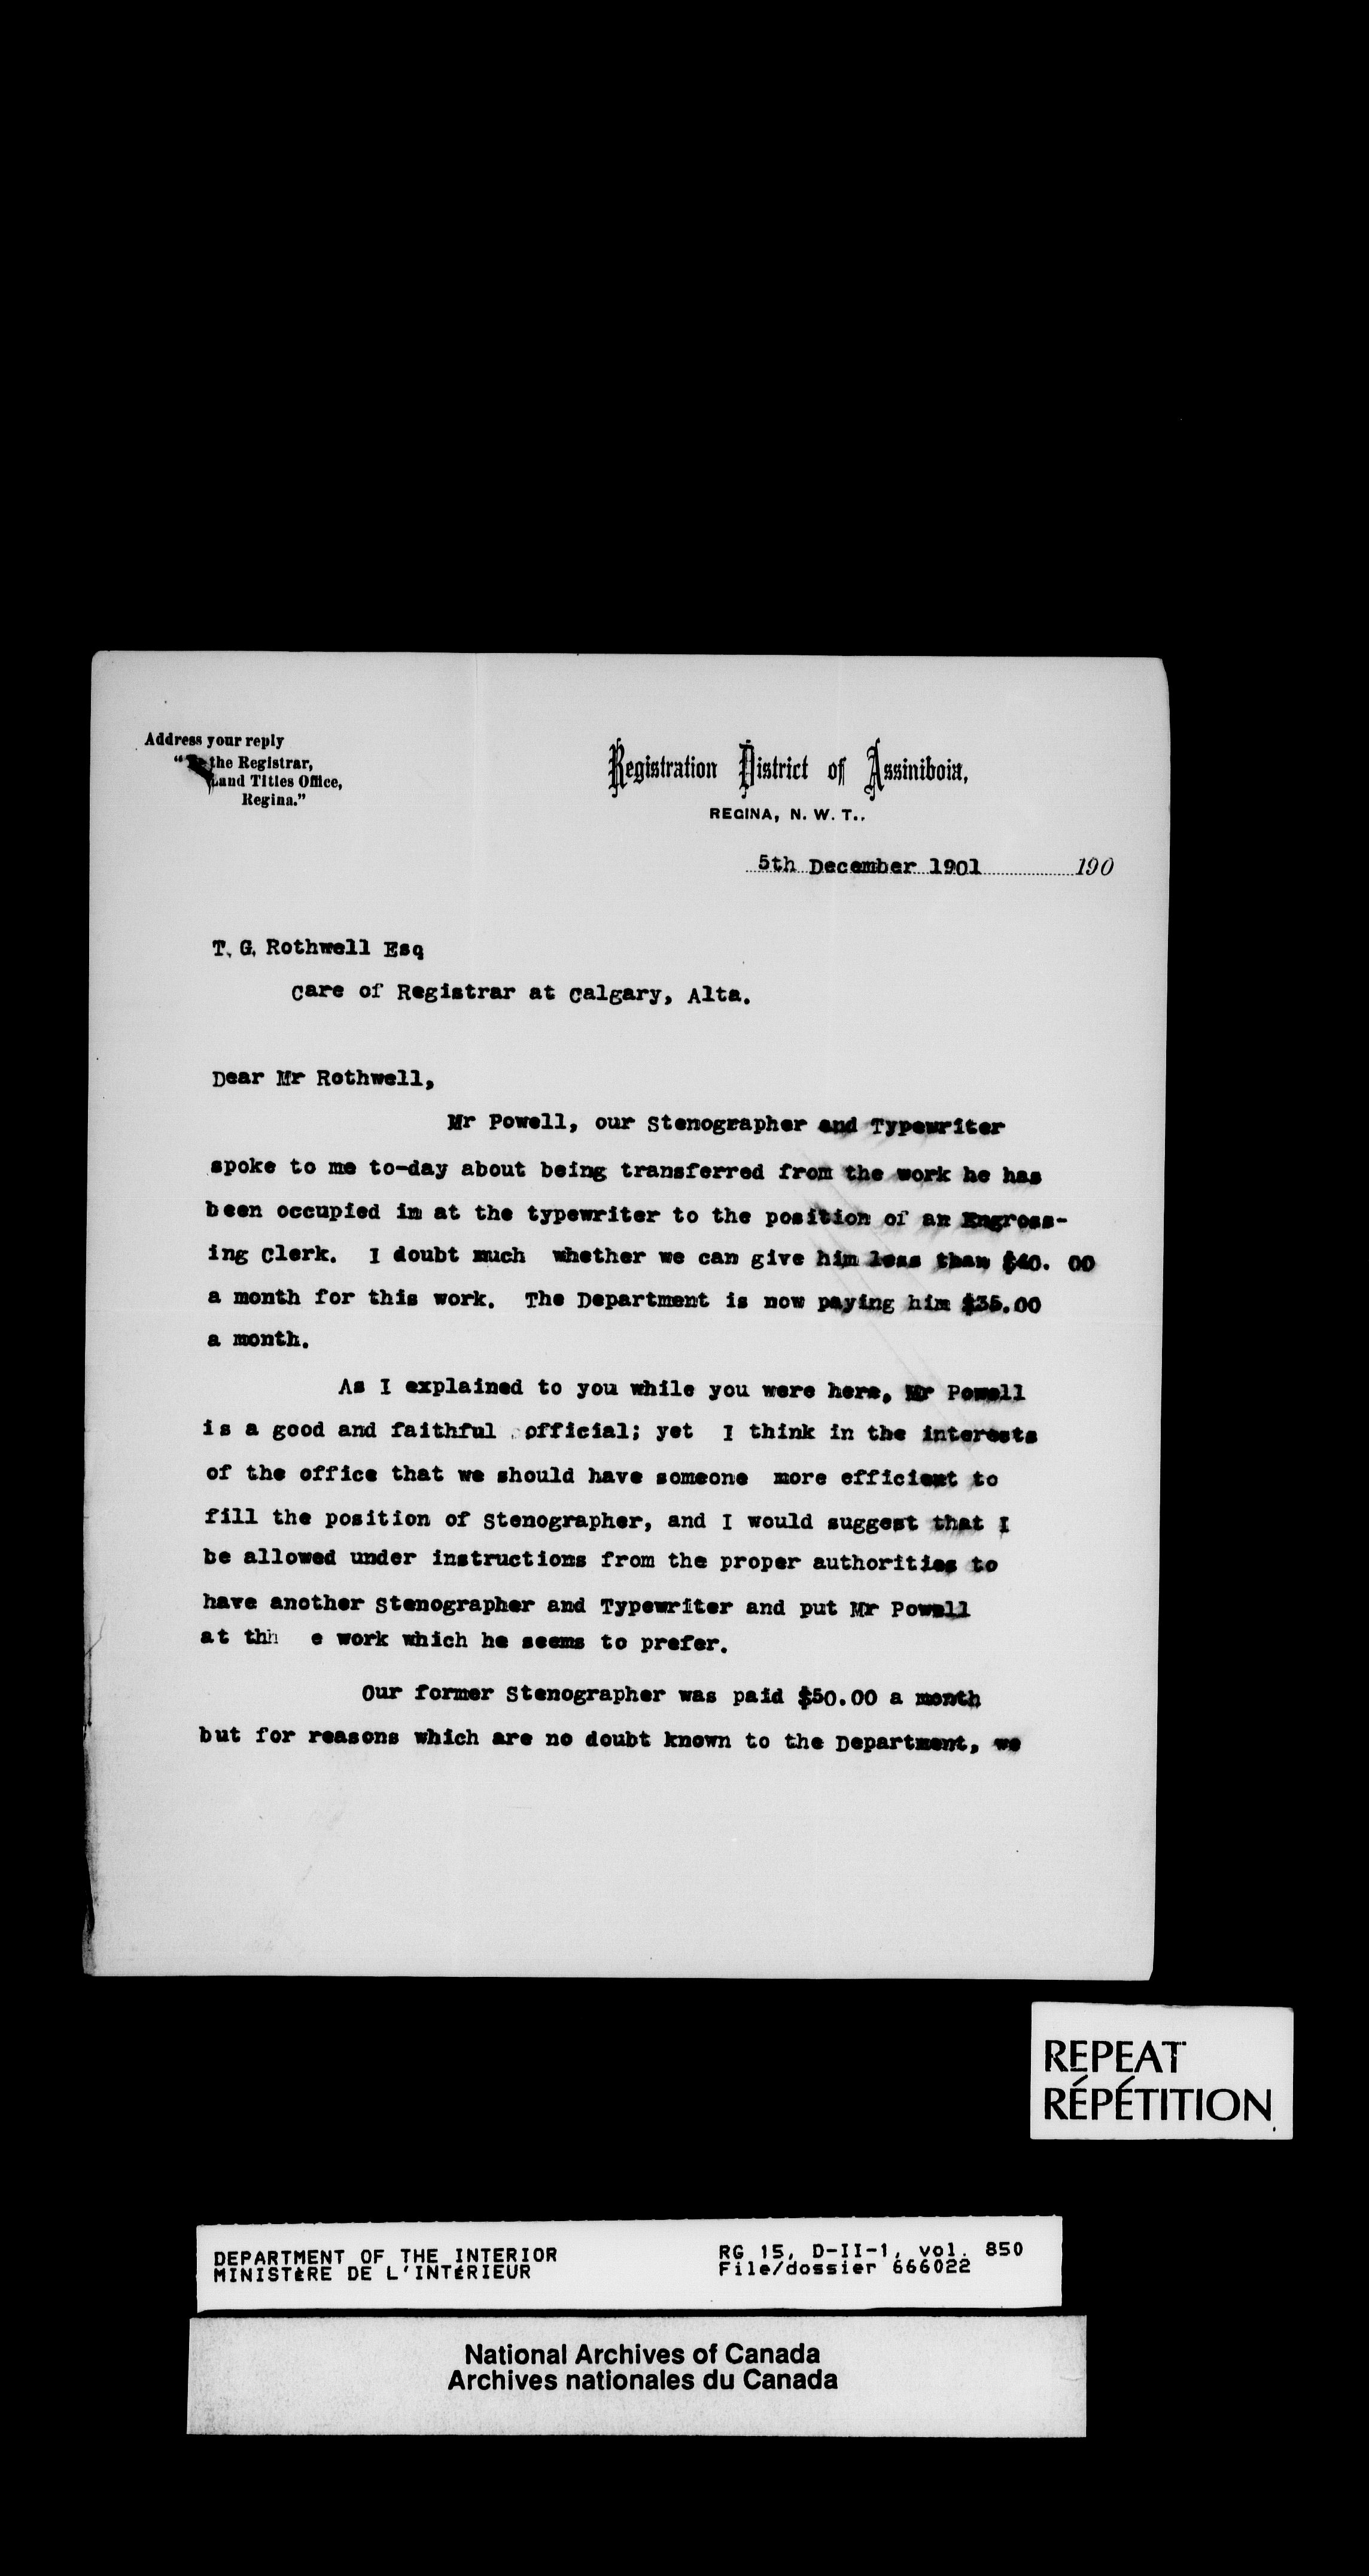 Address your reply
"To the Registrar,
Land Titles Office,
Regina."
Registration District of Assiniboia,
REGINA, N. W. T.,
5th December 1901 190
T. G. Rothwell Esq
Care of Registrar at Calgary, Alta.
Dear Mr Rothwell,
Mr Powell, our Stenographer and Typewriter
spoke to me to-day about being transferred from the work he has
been occupied in at the typewriter to the position of an Engross-
ing Clerk. I doubt much whether we can give him less than $40. 00
a month for this work. The Department is now paying him $35.00
a month.
As I explained to you while you were here, Mr Powell
is a good and faithful official; yet I think in the interests
of the office that we should have someone more efficient to
fill the position of Stenographer, and I would suggest that I
be allowed under instructions from the proper authorities to
have another Stenographer and Typewriter and put Mr Powell
at thh e work which he seems to prefer.
Our former Stenographer was paid $50.00 a month
but for reasons which are no doubt known to the Department, we
REPEAT
RÉPÉTITION
DEPARTMENT OF THE INTERIOR
MINISTÈRE DE L'INTÉRIEUR
RG 15, D-II-1, vol. 850
File/dossier 666022
National Archives of Canada
Archives nationales du Canada